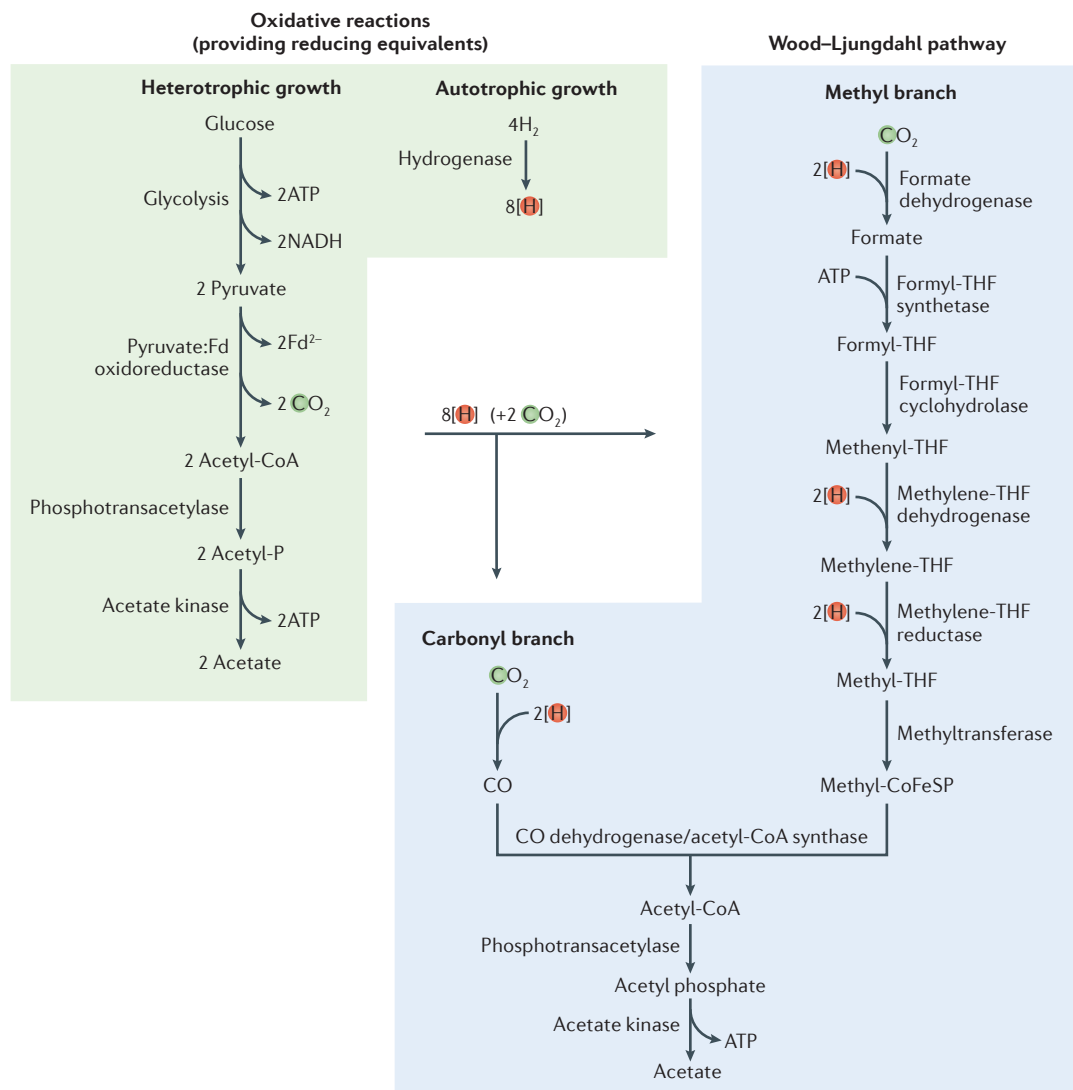 Oxidative reactions
(providing reducing equivalents)
Heterotrophic growth
Glucose
Glycolysis
2ATP
2NADH
2 Pyruvate
Pyruvate:Fd
oxidoreductase
2Fd²⁻
2 CO₂
2 Acetyl-CoA
Phosphotransacetylase
2 Acetyl-P
Acetate kinase
2ATP
2 Acetate
Autotrophic growth
4H₂
Hydrogenase
8[H]
8[H] (+2 CO₂)
Wood–Ljungdahl pathway
Methyl branch
CO₂
2[H]
Formate
dehydrogenase
Formate
ATP
Formyl-THF
synthetase
Formyl-THF
Formyl-THF
cyclohydrolase
Methenyl-THF
2[H]
Methylene-THF
dehydrogenase
Methylene-THF
2[H]
Methylene-THF
reductase
Methyl-THF
Methyltransferase
Methyl-CoFeSP
Carbonyl branch
CO₂
2[H]
CO
CO dehydrogenase/acetyl-CoA synthase
Acetyl-CoA
Phosphotransacetylase
Acetyl phosphate
Acetate kinase
ATP
Acetate